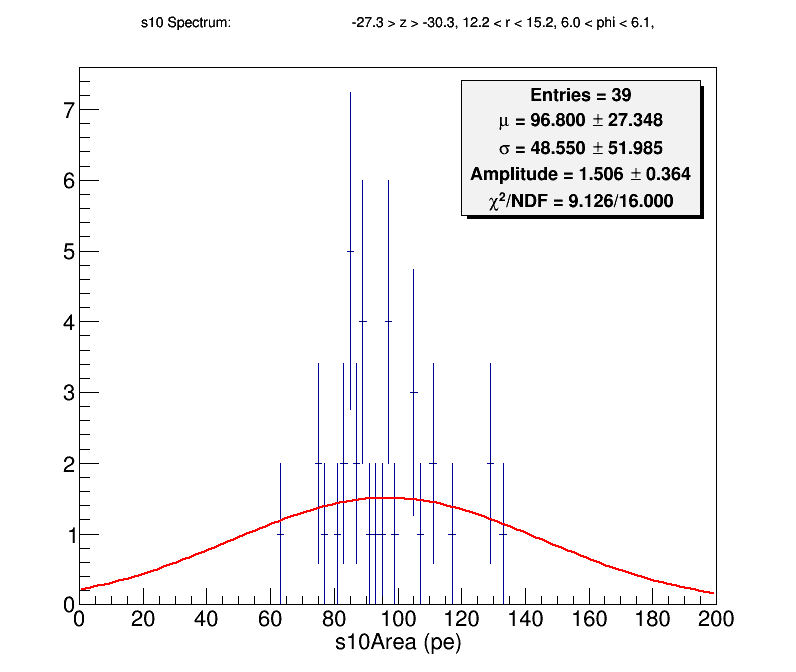 s10 Spectrum: -27.3 > z > -30.3, 12.2 < r < 15.2, 6.0 < phi < 6.1,
Entries = 39
μ = 96.800 ± 27.348
σ = 48.550 ± 51.985
Amplitude = 1.506 ± 0.364
χ²/NDF = 9.126/16.000
7
6
5
4
3
2
1
0
0 20 40 60 80 100 120 140 160 180 200
s10Area (pe)